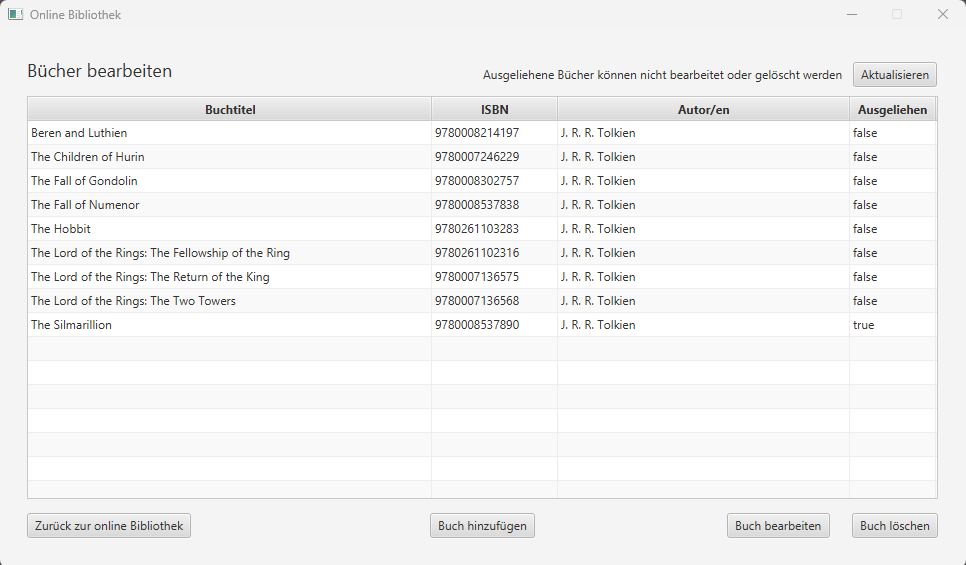 Online Bibliothek
Bücher bearbeiten
Ausgeliehene Bücher können nicht bearbeitet oder gelöscht werden Aktualisieren
Buchtitel ISBN Autor/en Ausgeliehen
Beren and Luthien 9780008214197 J. R. R. Tolkien false
The Children of Hurin 9780007246229 J. R. R. Tolkien false
The Fall of Gondolin 9780008302757 J. R. R. Tolkien false
The Fall of Numenor 9780008537838 J. R. R. Tolkien false
The Hobbit 9780261103283 J. R. R. Tolkien false
The Lord of the Rings: The Fellowship of the Ring 9780261102316 J. R. R. Tolkien false
The Lord of the Rings: The Return of the King 9780007136575 J. R. R. Tolkien false
The Lord of the Rings: The Two Towers 9780007136568 J. R. R. Tolkien false
The Silmarillion 9780008537890 J. R. R. Tolkien true
Zurück zur online Bibliothek Buch hinzufügen Buch bearbeiten Buch löschen